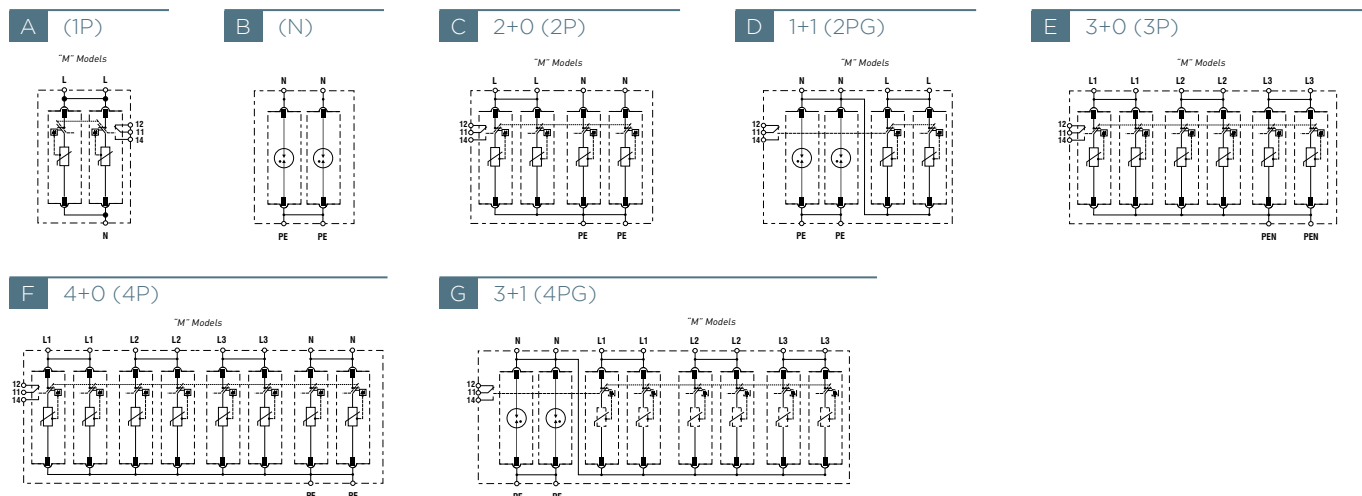 A (1P)
B (N)
C 2+0 (2P)
D 1+1 (2PG)
E 3+0 (3P)
"M" Models
"M" Models
"M" Models
"M" Models
L L
N N
L L N N
N N L L
L1 L1 L2 L2 L3 L3
12
11
14
12
11
14
12
11
14
12
11
14
N
PE PE
PE PE
PE PE
PEN PEN
F 4+0 (4P)
G 3+1 (4PG)
"M" Models
"M" Models
L1 L1 L2 L2 L3 L3 N N
N N L1 L1 L2 L2 L3 L3
12
11
14
12
11
14
PE PE
PE PE